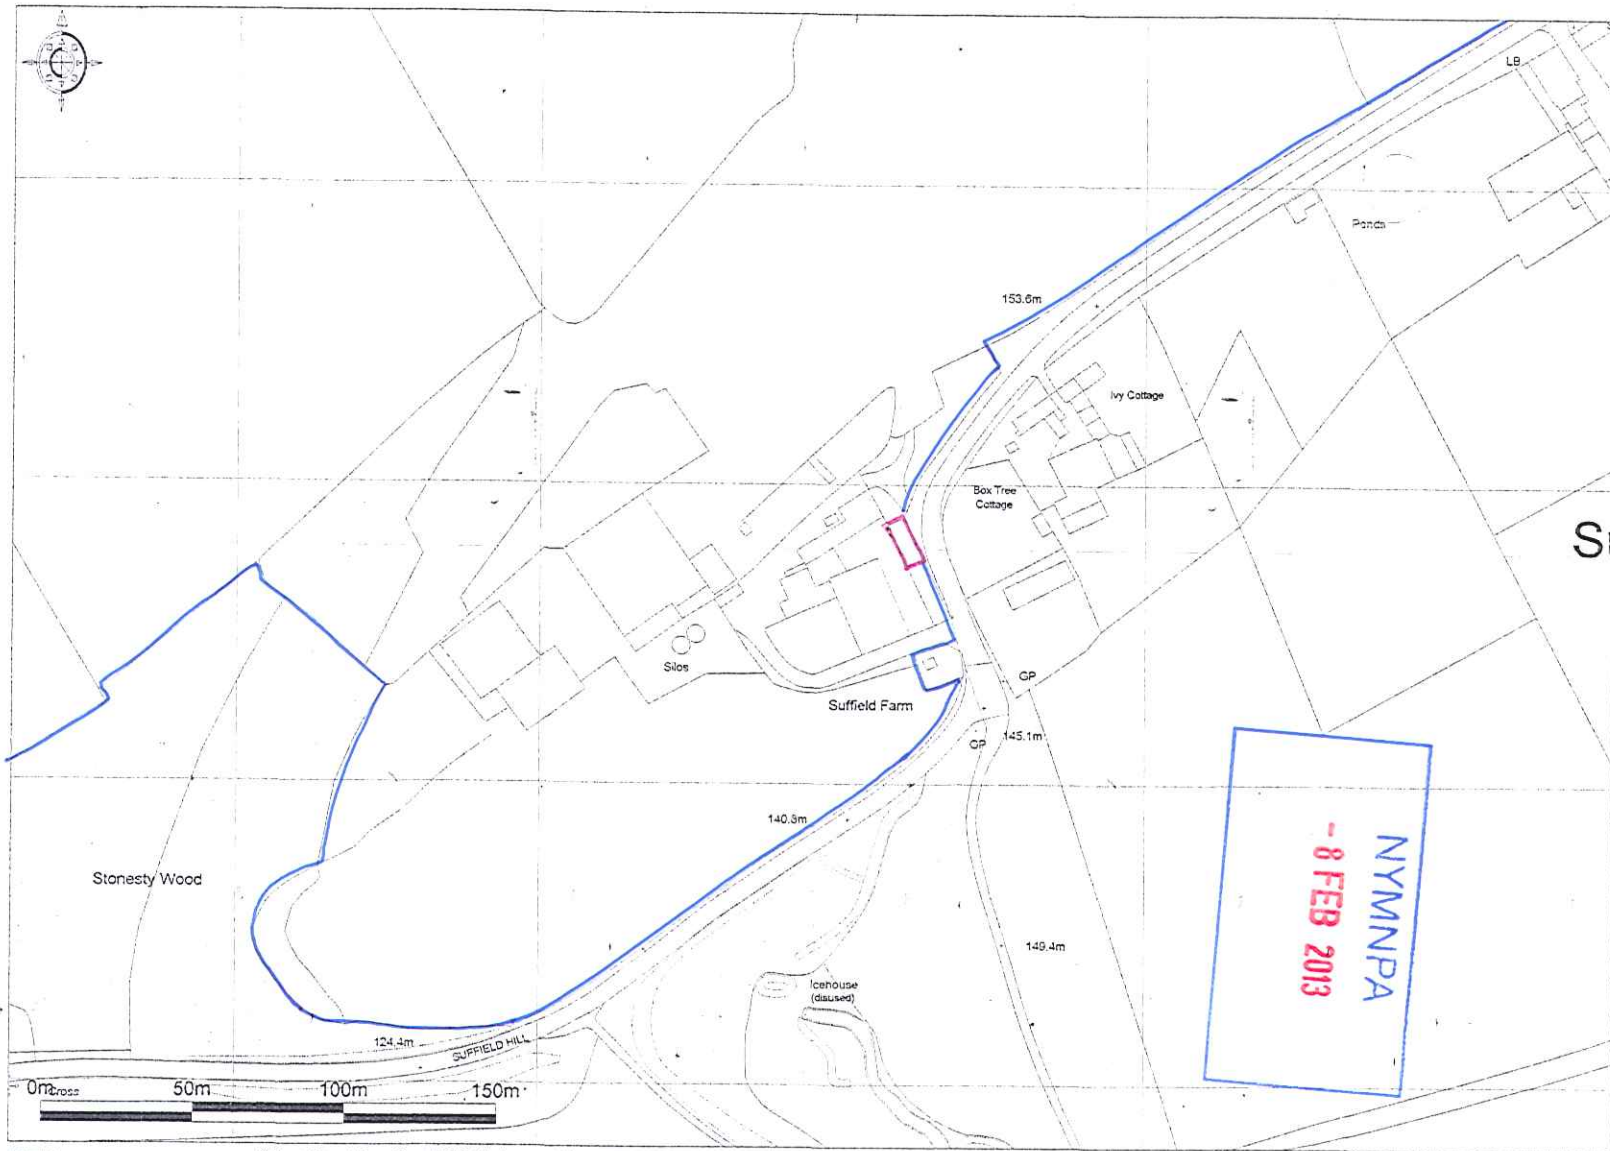 LB
Ponds
153.6m
Ivy Cottage
Box Tree
Cottage
Silos
GP
Suffield Farm
GP
145.1m
140.3m
Stonesty Wood
NYMNPA
-8 FEB 2013
149.4m
Icehouse
(disused)
124.4m
SUFFIELD HILL
0m
Cross
50m
100m
150m